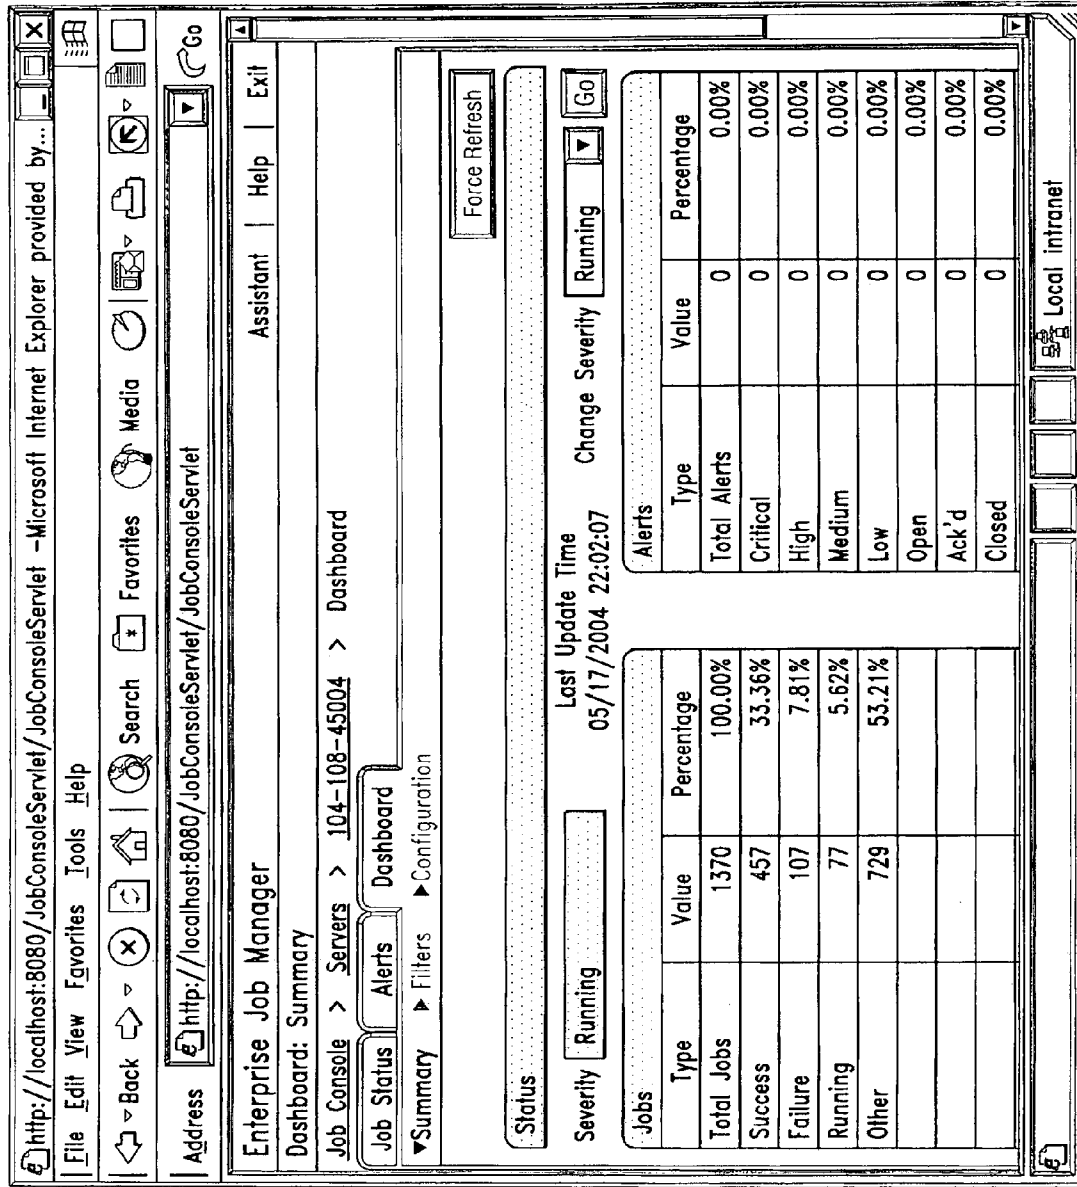 http://localhost:8080/JobConsoleServlet/JobConsoleServlet -Microsoft Internet Explorer provided by...
File Edit View Favorites Tools Help
Back Search Favorites Media
Address http://localhost:8080/JobConsoleServlet/JobConsoleServlet Go
Enterprise Job Manager Assistant | Help | Exit
Dashboard: Summary
Job Console > Servers > 104-108-45004 > Dashboard
Job Status Alerts Dashboard
▼Summary ▶ Filters ▶Configuration
Force Refresh
Status
Last Update Time
Severity Running 05/17/2004 22:02:07 Change Severity Running Go
Jobs Alerts
Type Value Percentage Type Value Percentage
Total Jobs 1370 100.00% Total Alerts 0 0.00%
Success 457 33.36% Critical 0 0.00%
Failure 107 7.81% High 0 0.00%
Running 77 5.62% Medium 0 0.00%
Other 729 53.21% Low 0 0.00%
Open 0 0.00%
Ack'd 0 0.00%
Closed 0 0.00%
Local intranet